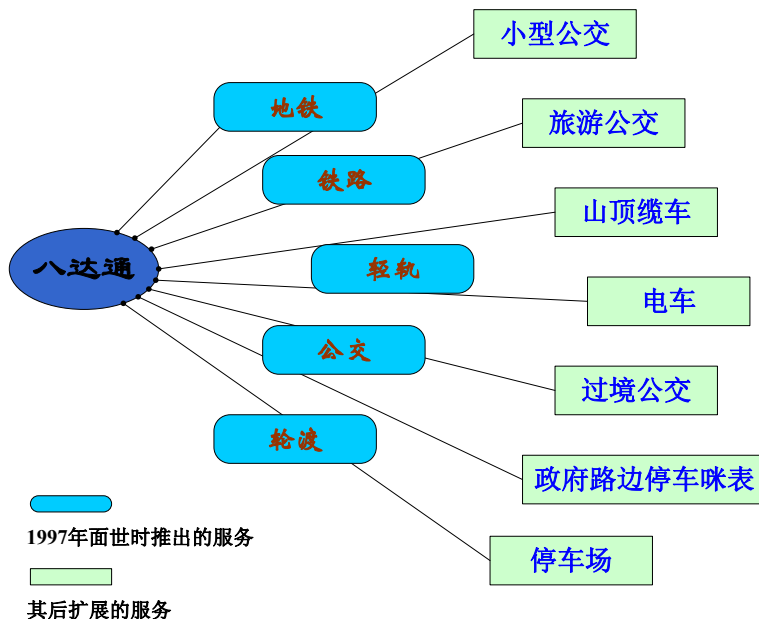 小型公交
地铁
旅游公交
铁路
山顶缆车
八达通
轻轨
电车
公交
过境公交
轮渡
政府路边停车咪表
1997年面世时推出的服务
停车场
其后扩展的服务